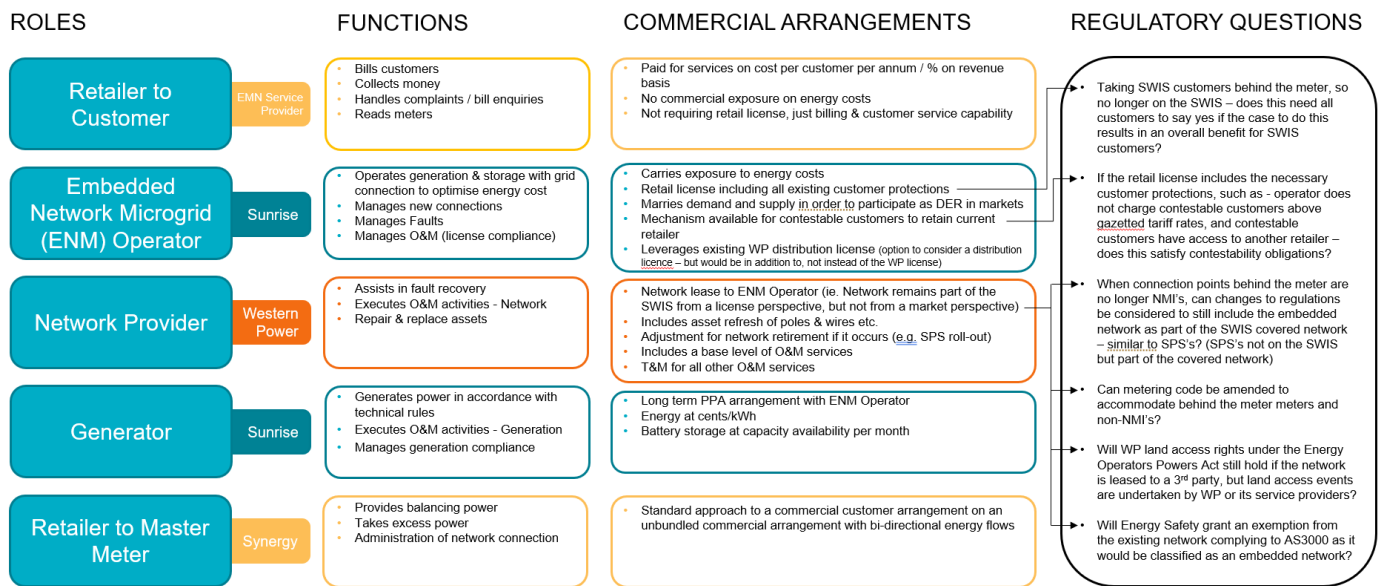 ROLES
FUNCTIONS
COMMERCIAL ARRANGEMENTS
REGULATORY QUESTIONS
Retailer to
Customer
EMN Service
Provider
• Bills customers
• Collects money
• Handles complaints / bill enquiries
• Reads meters
• Paid for services on cost per customer per annum / % on revenue
basis
• No commercial exposure on energy costs
• Not requiring retail license, just billing & customer service capability
Embedded
Network Microgrid
(ENM) Operator
Sunrise
• Operates generation & storage with grid
connection to optimise energy cost
• Manages new connections
• Manages Faults
• Manages O&M (license compliance)
• Carries exposure to energy costs
• Retail license including all existing customer protections
• Marries demand and supply in order to participate as DER in markets
• Mechanism available for contestable customers to retain current
retailer
• Leverages existing WP distribution license (option to consider a distribution
licence – but would be in addition to, not instead of the WP license)
Network Provider
Western
Power
• Assists in fault recovery
• Executes O&M activities - Network
• Repair & replace assets
• Network lease to ENM Operator (ie. Network remains part of the
SWIS from a license perspective, but not from a market perspective)
• Includes asset refresh of poles & wires etc.
• Adjustment for network retirement if it occurs (e.g. SPS roll-out)
• Includes a base level of O&M services
• T&M for all other O&M services
Generator
Sunrise
• Generates power in accordance with
technical rules
• Executes O&M activities - Generation
• Manages generation compliance
• Long term PPA arrangement with ENM Operator
• Energy at cents/kWh
• Battery storage at capacity availability per month
Retailer to Master
Meter
Synergy
• Provides balancing power
• Takes excess power
• Administration of network connection
• Standard approach to a commercial customer arrangement on an
unbundled commercial arrangement with bi-directional energy flows
• Taking SWIS customers behind the meter, so
no longer on the SWIS – does this need all
customers to say yes if the case to do this
results in an overall benefit for SWIS
customers?
• If the retail license includes the necessary
customer protections, such as - operator does
not charge contestable customers above
gazetted tariff rates, and contestable
customers have access to another retailer –
does this satisfy contestability obligations?
• When connection points behind the meter are
no longer NMI's, can changes to regulations
be considered to still include the embedded
network as part of the SWIS covered network
– similar to SPS's? (SPS's not on the SWIS
but part of the covered network)
• Can metering code be amended to
accommodate behind the meter meters and
non-NMI's?
• Will WP land access rights under the Energy
Operators Powers Act still hold if the network
is leased to a 3rd party, but land access events
are undertaken by WP or its service providers?
• Will Energy Safety grant an exemption from
the existing network complying to AS3000 as it
would be classified as an embedded network?